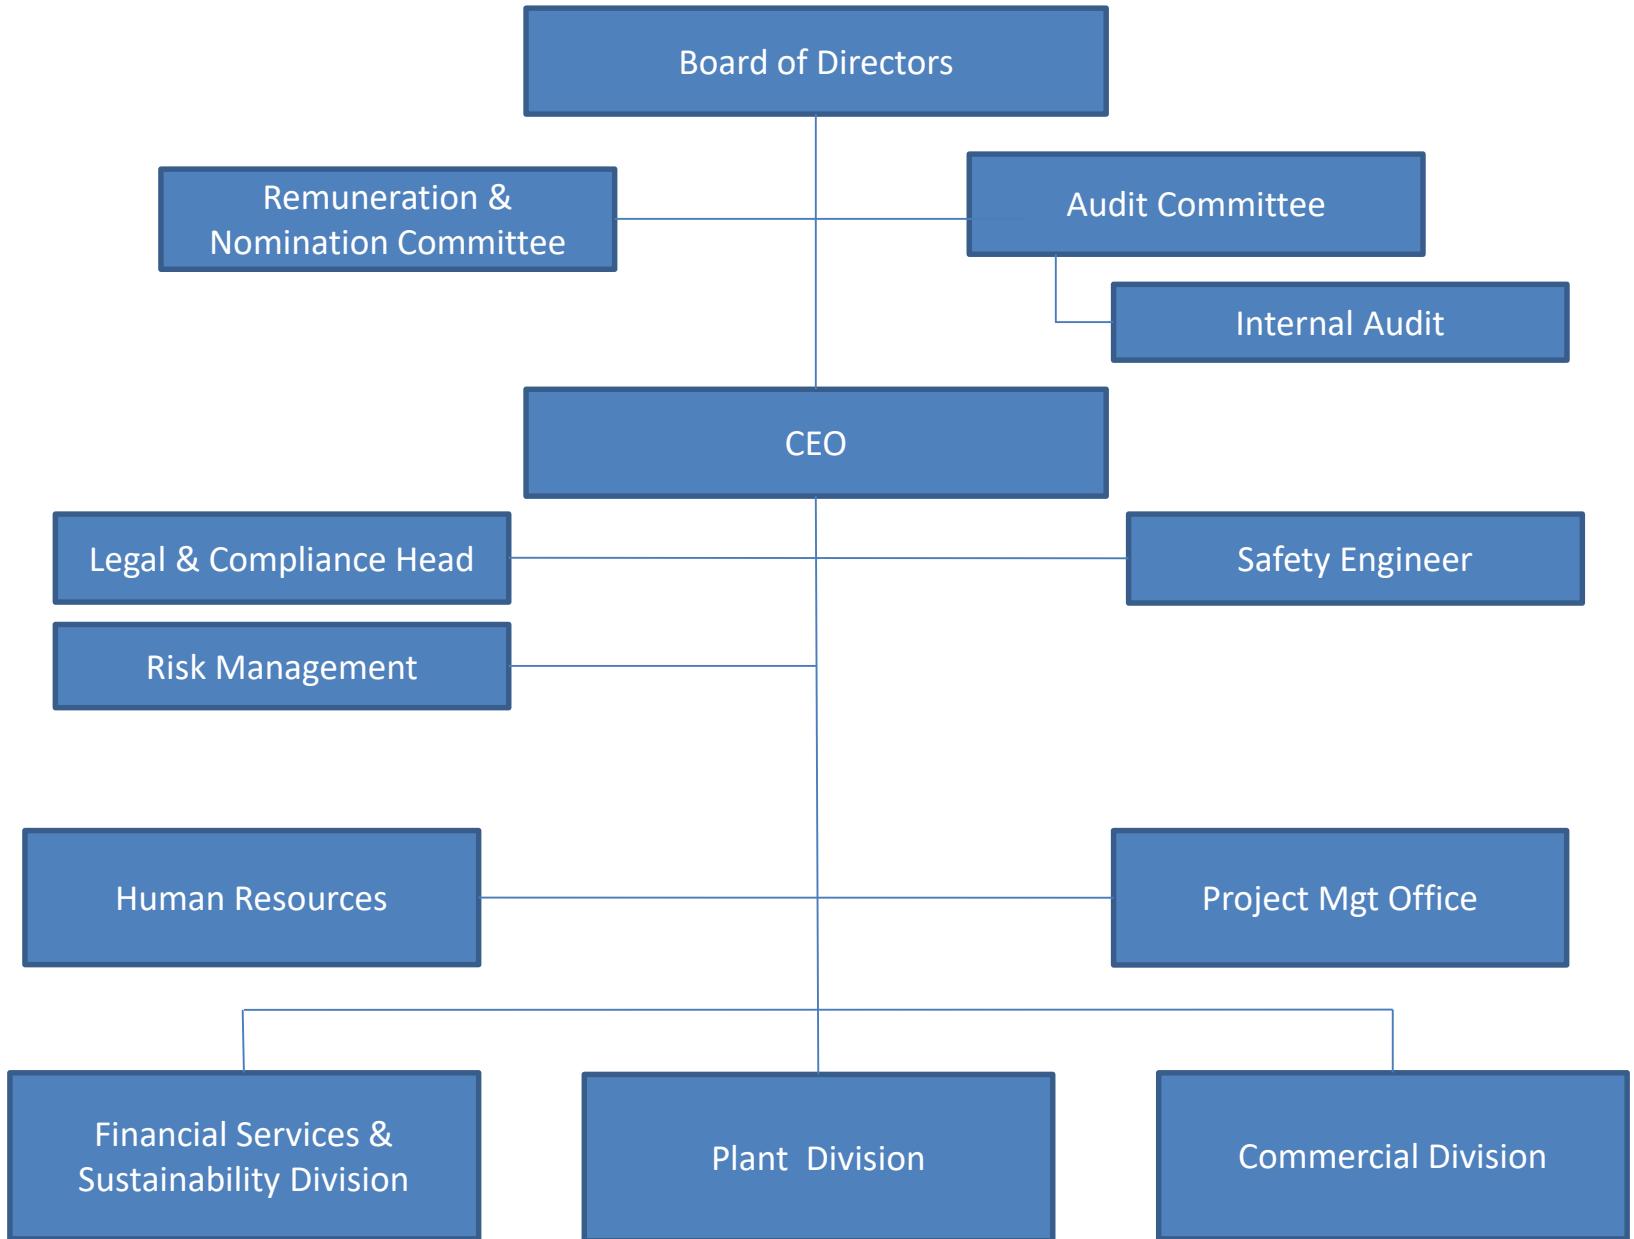 Board of Directors
Remuneration &
Nomination Committee
Audit Committee
Internal Audit
CEO
Legal & Compliance Head
Safety Engineer
Risk Management
Human Resources
Project Mgt Office
Financial Services &
Sustainability Division
Plant  Division
Commercial Division